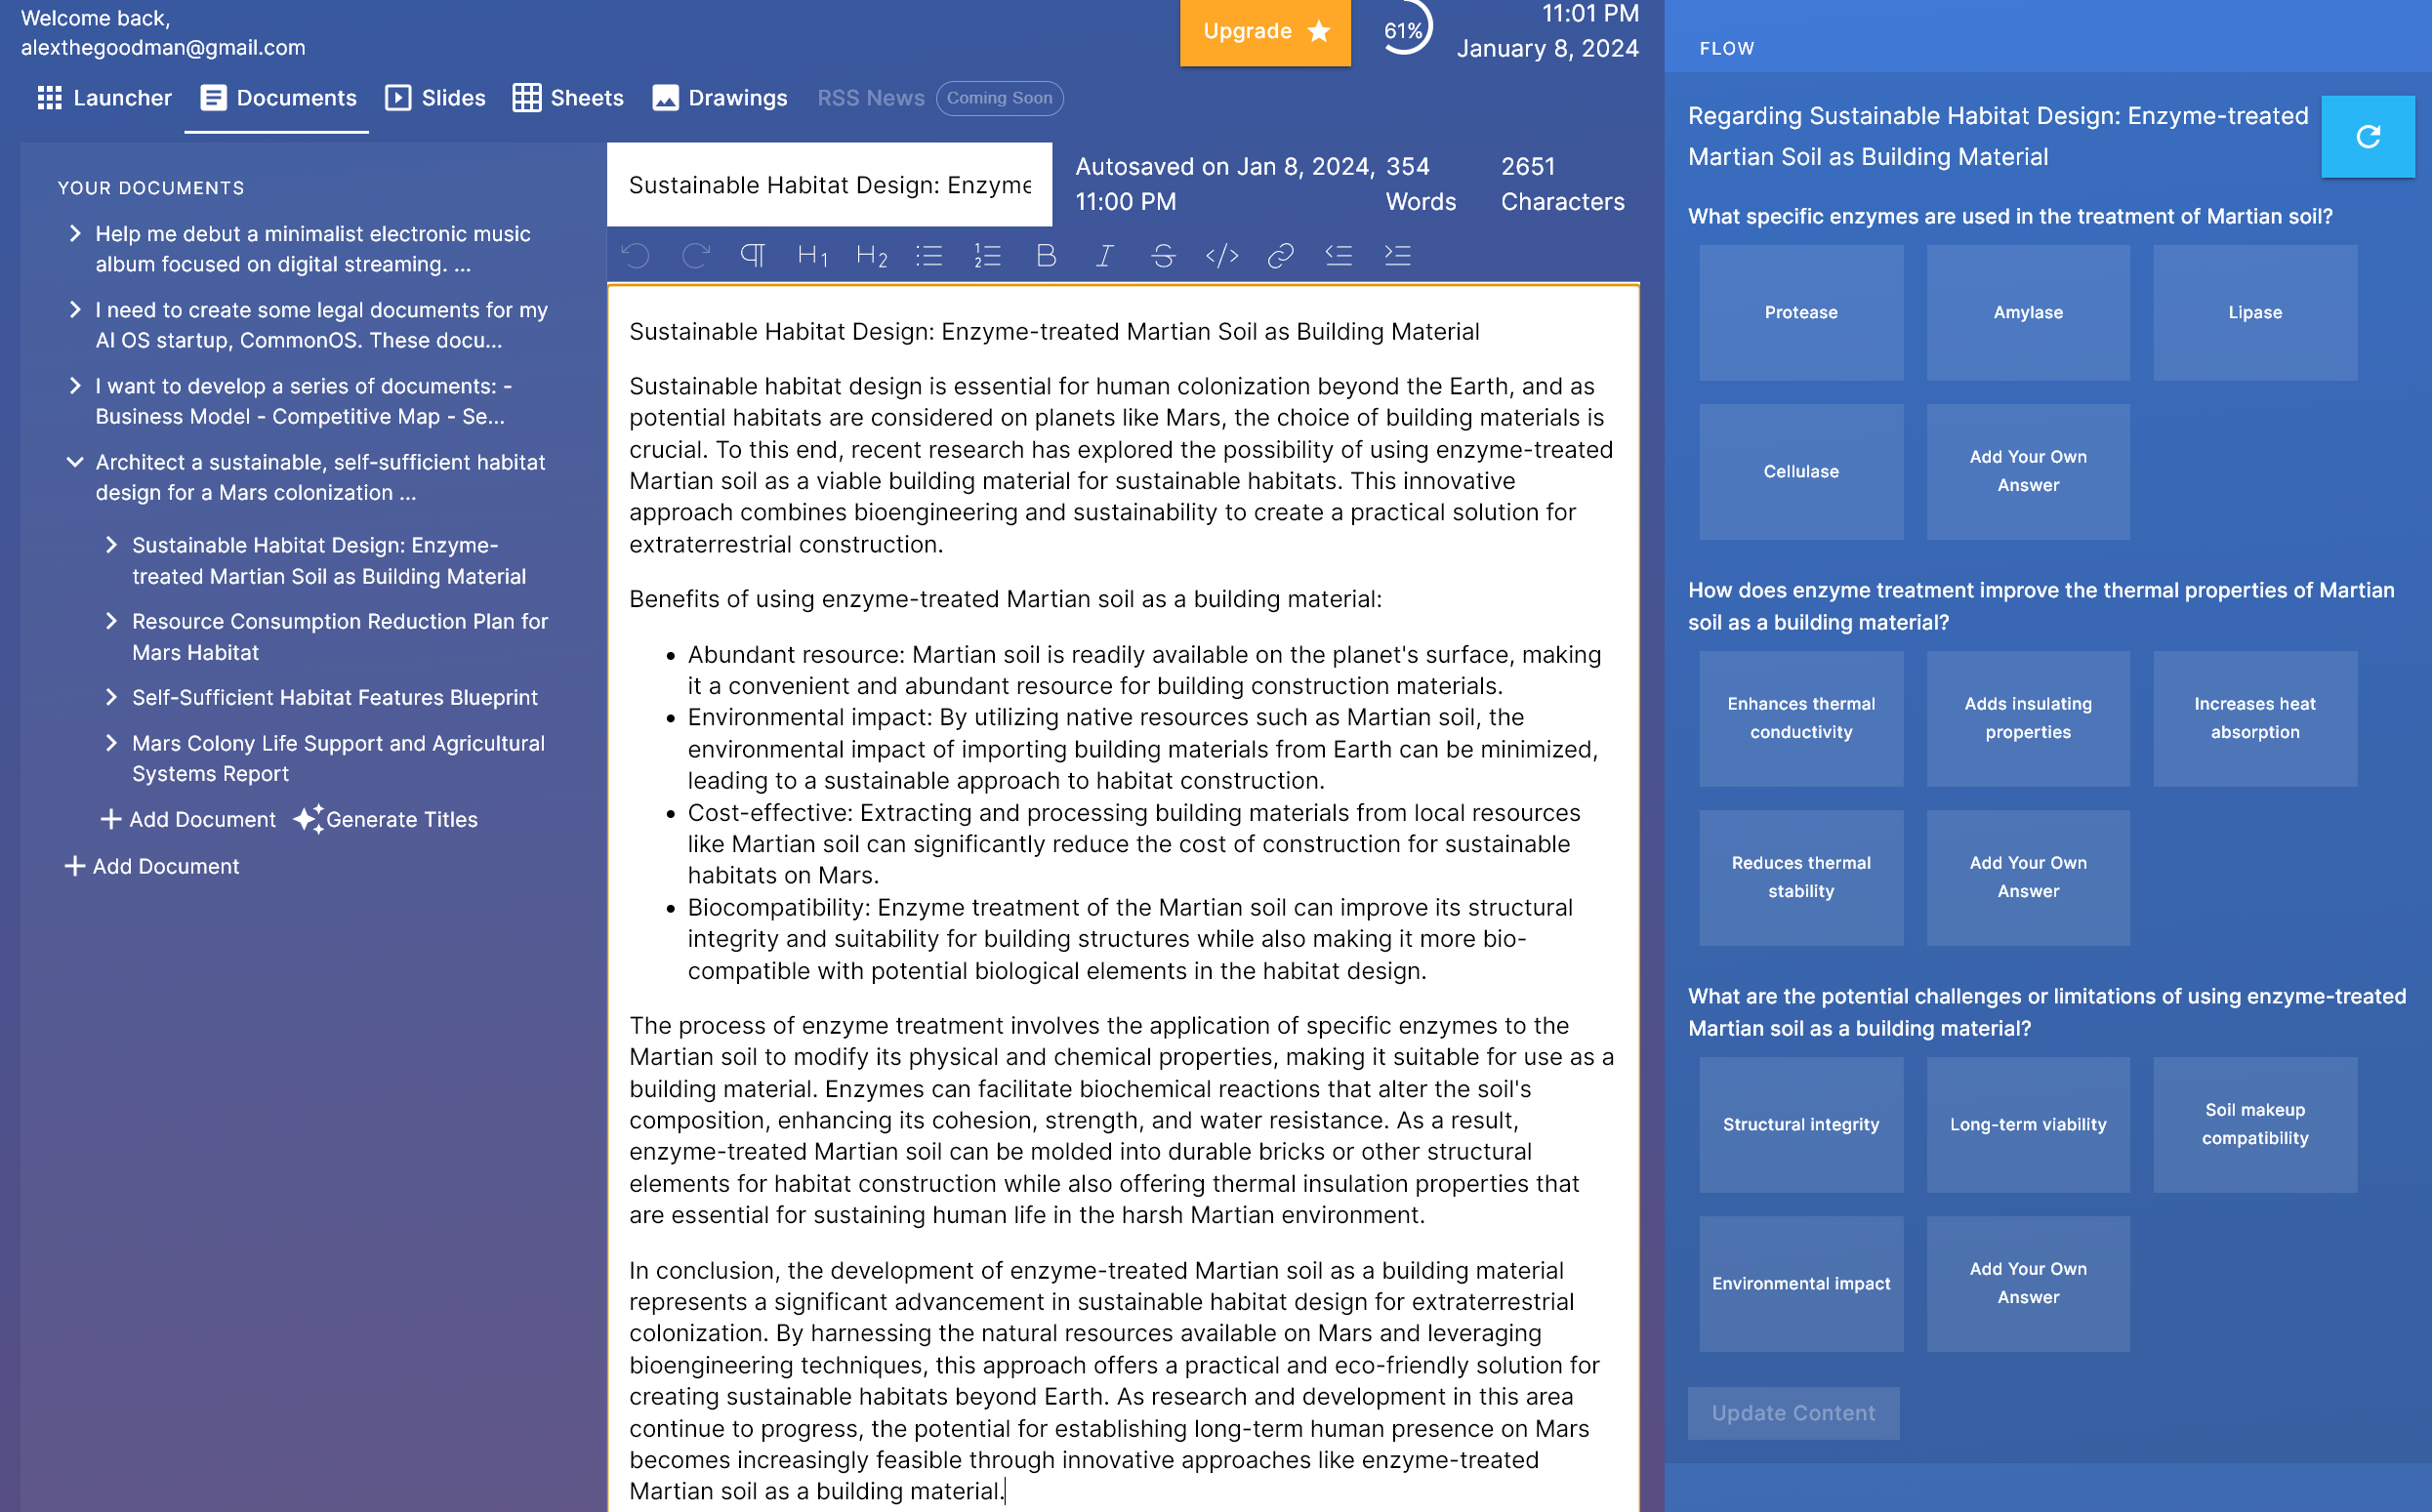 Welcome back,
alexthegoodman@gmail.com
Upgrade
61%
11:01 PM
January 8, 2024
Launcher
Documents
Slides
Sheets
Drawings
RSS News
Coming Soon
YOUR DOCUMENTS
Help me debut a minimalist electronic music
album focused on digital streaming. ...
I need to create some legal documents for my
AI OS startup, CommonOS. These docu...
I want to develop a series of documents: -
Business Model - Competitive Map - Se...
Architect a sustainable, self-sufficient habitat
design for a Mars colonization ...
Sustainable Habitat Design: Enzyme-
treated Martian Soil as Building Material
Resource Consumption Reduction Plan for
Mars Habitat
Self-Sufficient Habitat Features Blueprint
Mars Colony Life Support and Agricultural
Systems Report
Add Document
Generate Titles
Add Document
Sustainable Habitat Design: Enzyme
Autosaved on Jan 8, 2024,
11:00 PM
354
Words
2651
Characters
H1 H2 B I S </>
Sustainable Habitat Design: Enzyme-treated Martian Soil as Building Material
Sustainable habitat design is essential for human colonization beyond the Earth, and as
potential habitats are considered on planets like Mars, the choice of building materials is
crucial. To this end, recent research has explored the possibility of using enzyme-treated
Martian soil as a viable building material for sustainable habitats. This innovative
approach combines bioengineering and sustainability to create a practical solution for
extraterrestrial construction.
Benefits of using enzyme-treated Martian soil as a building material:
• Abundant resource: Martian soil is readily available on the planet's surface, making
it a convenient and abundant resource for building construction materials.
• Environmental impact: By utilizing native resources such as Martian soil, the
environmental impact of importing building materials from Earth can be minimized,
leading to a sustainable approach to habitat construction.
• Cost-effective: Extracting and processing building materials from local resources
like Martian soil can significantly reduce the cost of construction for sustainable
habitats on Mars.
• Biocompatibility: Enzyme treatment of the Martian soil can improve its structural
integrity and suitability for building structures while also making it more bio-
compatible with potential biological elements in the habitat design.
The process of enzyme treatment involves the application of specific enzymes to the
Martian soil to modify its physical and chemical properties, making it suitable for use as a
building material. Enzymes can facilitate biochemical reactions that alter the soil's
composition, enhancing its cohesion, strength, and water resistance. As a result,
enzyme-treated Martian soil can be molded into durable bricks or other structural
elements for habitat construction while also offering thermal insulation properties that
are essential for sustaining human life in the harsh Martian environment.
In conclusion, the development of enzyme-treated Martian soil as a building material
represents a significant advancement in sustainable habitat design for extraterrestrial
colonization. By harnessing the natural resources available on Mars and leveraging
bioengineering techniques, this approach offers a practical and eco-friendly solution for
creating sustainable habitats beyond Earth. As research and development in this area
continue to progress, the potential for establishing long-term human presence on Mars
becomes increasingly feasible through innovative approaches like enzyme-treated
Martian soil as a building material.
FLOW
Regarding Sustainable Habitat Design: Enzyme-treated
Martian Soil as Building Material
What specific enzymes are used in the treatment of Martian soil?
Protease
Amylase
Lipase
Cellulase
Add Your Own
Answer
How does enzyme treatment improve the thermal properties of Martian
soil as a building material?
Enhances thermal
conductivity
Adds insulating
properties
Increases heat
absorption
Reduces thermal
stability
Add Your Own
Answer
What are the potential challenges or limitations of using enzyme-treated
Martian soil as a building material?
Structural integrity
Long-term viability
Soil makeup
compatibility
Environmental impact
Add Your Own
Answer
Update Content